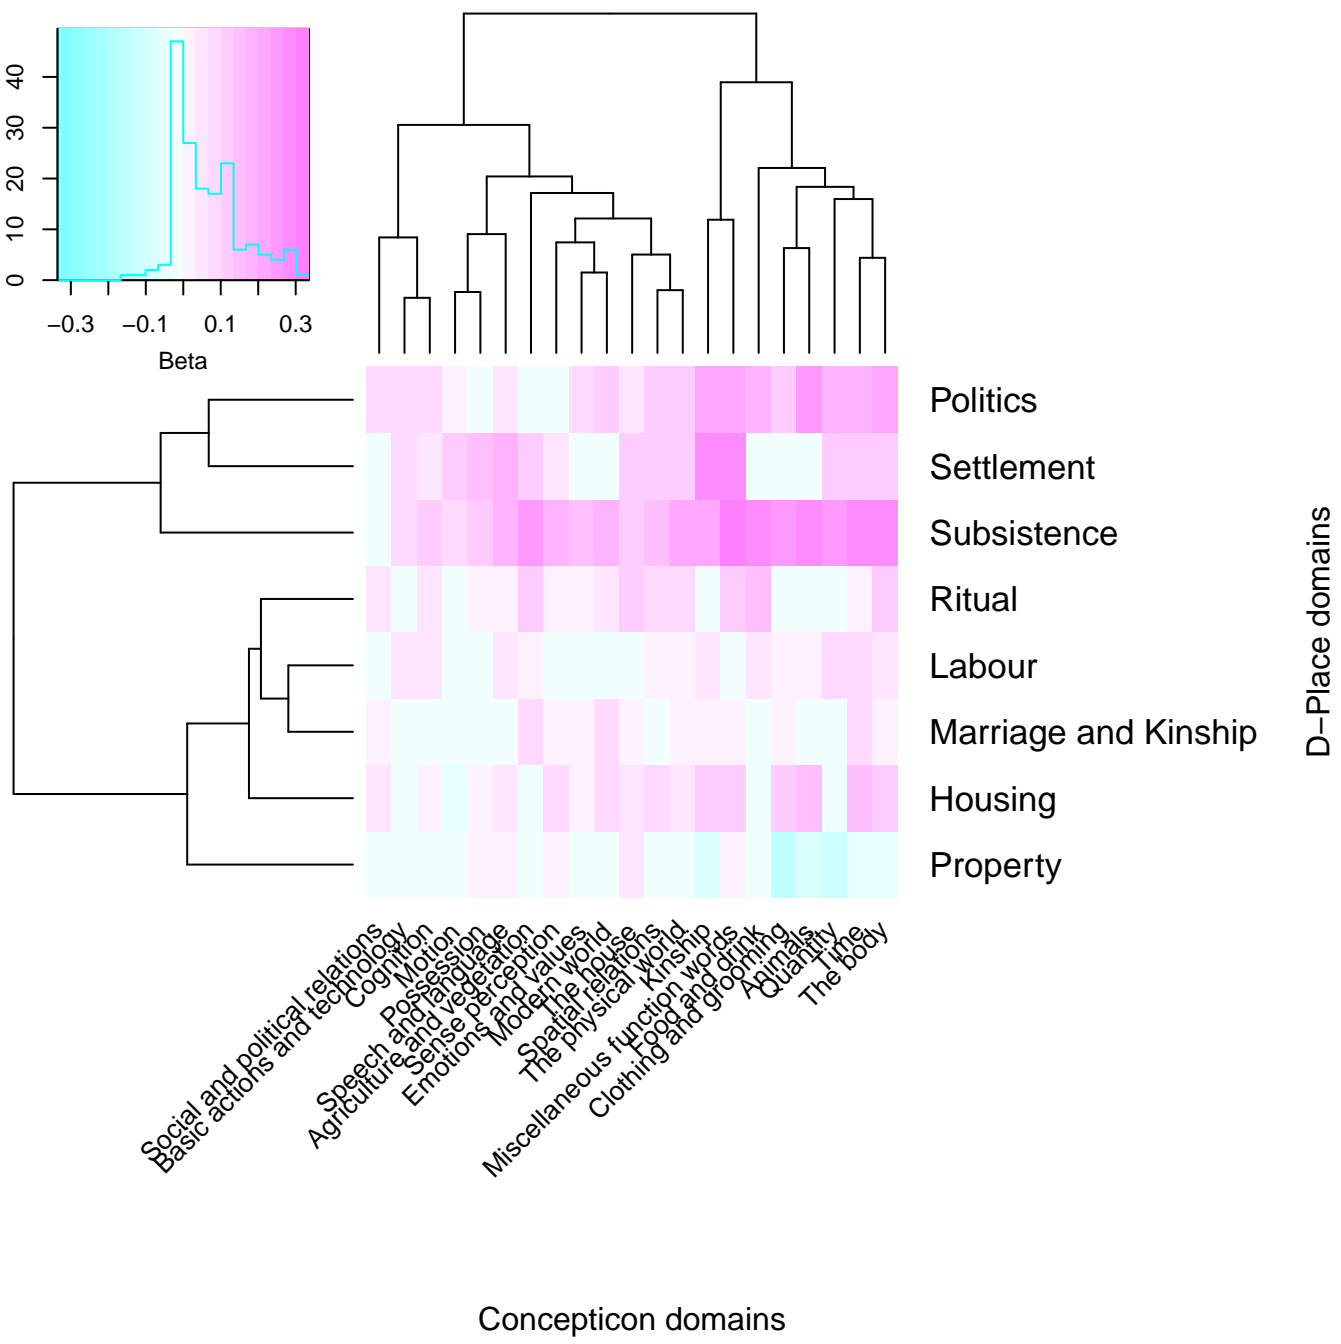 0 10 20 30 40
−0.3 −0.1 0.1 0.3
Beta
Politics
Settlement
Subsistence
Ritual
Labour
Marriage and Kinship
Housing
Property
D−Place domains
Social and political relations
Basic actions and technology
Cognition
Motion
Possession
Speech and language
Agriculture and vegetation
Sense perception
Emotions and values
Modern world
The house
Spatial relations
The physical world
Kinship
Miscellaneous function words
Food and drink
Clothing and grooming
Animals
Quantity
Time
The body
Concepticon domains